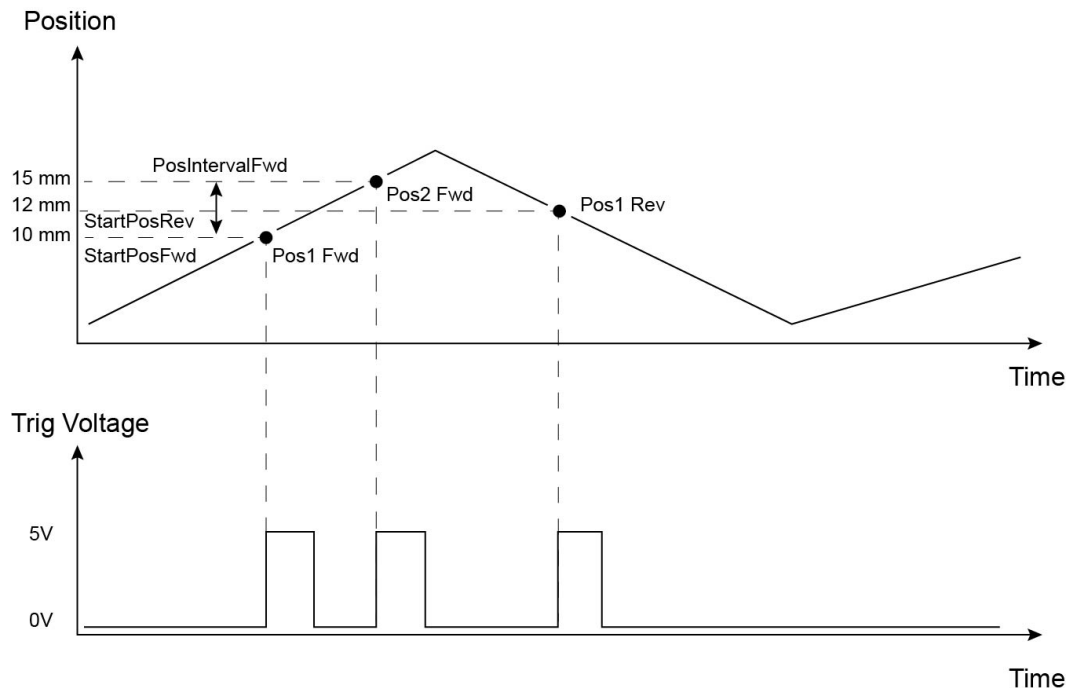 Position
PosIntervalFwd
15 mm
Pos2 Fwd
12 mm
Pos1 Rev
StartPosRev
10 mm
StartPosFwd
Pos1 Fwd
Time
Trig Voltage
5V
0V
Time